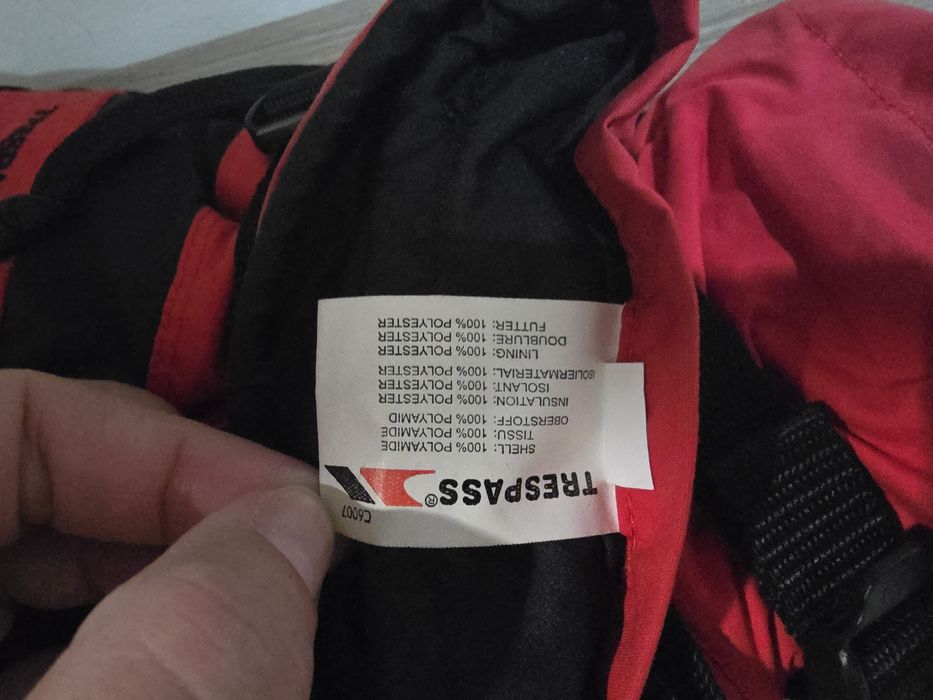 C6007
TRESPASS®
SHELL: 100% POLYAMIDE
TISSU: 100% POLYAMIDE
OBERSTOFF: 100% POLYAMID
INSULATION: 100% POLYESTER
ISOLANT: 100% POLYESTER
ISOLIERMATERIAL: 100% POLYESTER
LINING: 100% POLYESTER
DOUBLURE: 100% POLYESTER
FUTTER: 100% POLYESTER